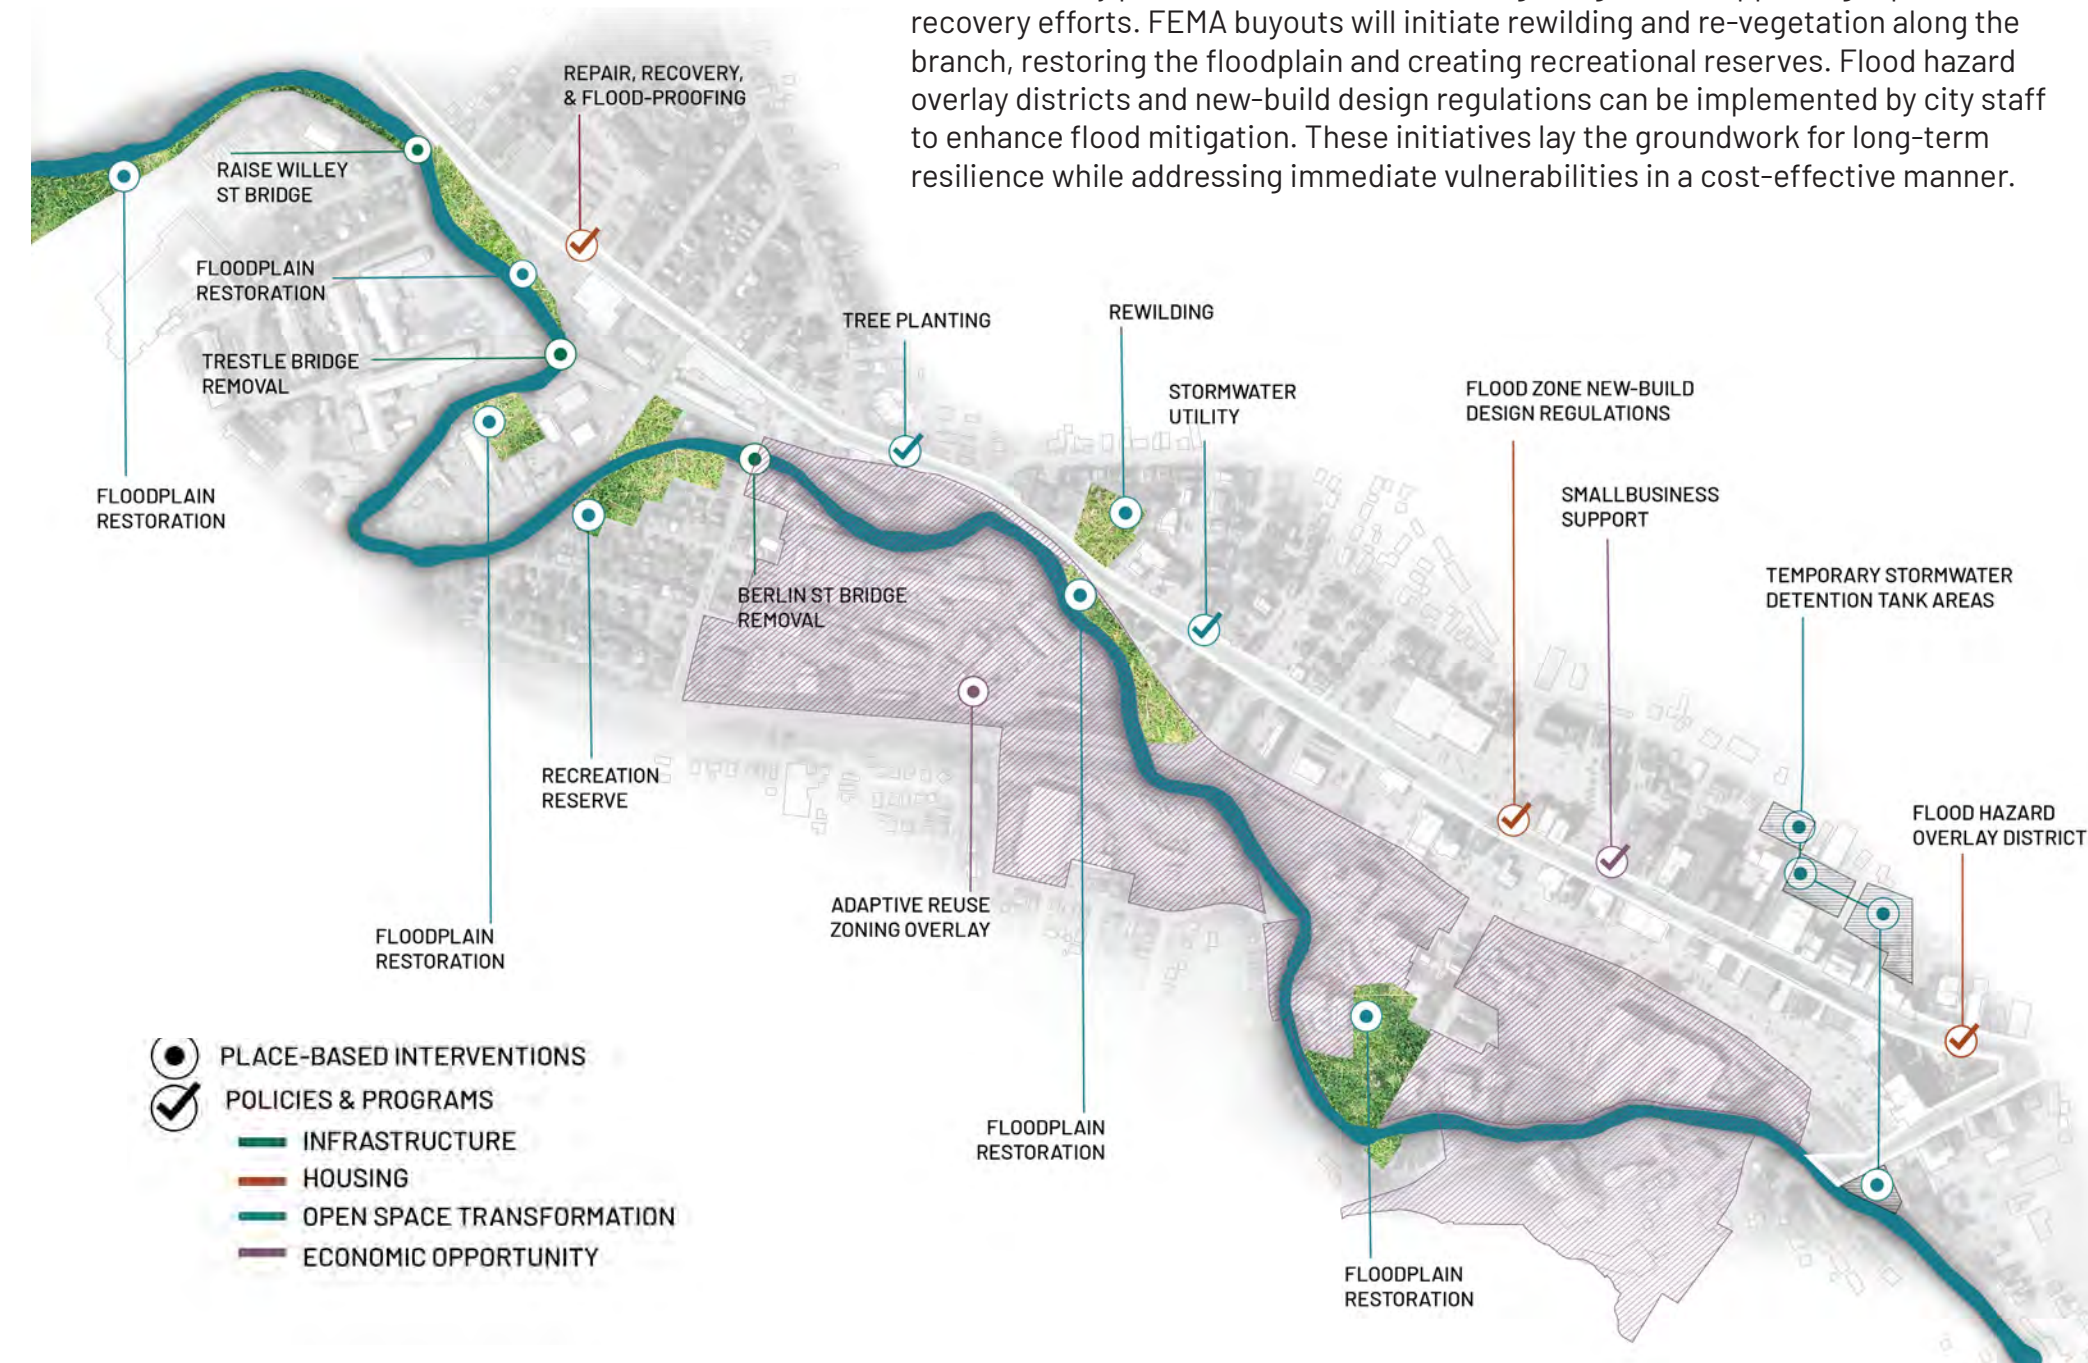 recovery efforts. FEMA buyouts will initiate rewilding and re-vegetation along the
branch, restoring the floodplain and creating recreational reserves. Flood hazard
overlay districts and new-build design regulations can be implemented by city staff
to enhance flood mitigation. These initiatives lay the groundwork for long-term
resilience while addressing immediate vulnerabilities in a cost-effective manner.
REPAIR, RECOVERY,
& FLOOD-PROOFING
RAISE WILLEY
ST BRIDGE
FLOODPLAIN
RESTORATION
TRESTLE BRIDGE
REMOVAL
FLOODPLAIN
RESTORATION
TREE PLANTING
REWILDING
STORMWATER
UTILITY
FLOOD ZONE NEW-BUILD
DESIGN REGULATIONS
SMALLBUSINESS
SUPPORT
TEMPORARY STORMWATER
DETENTION TANK AREAS
BERLIN ST BRIDGE
REMOVAL
RECREATION
RESERVE
FLOOD HAZARD
OVERLAY DISTRICT
ADAPTIVE REUSE
ZONING OVERLAY
FLOODPLAIN
RESTORATION
FLOODPLAIN
RESTORATION
FLOODPLAIN
RESTORATION
PLACE-BASED INTERVENTIONS
POLICIES & PROGRAMS
INFRASTRUCTURE
HOUSING
OPEN SPACE TRANSFORMATION
ECONOMIC OPPORTUNITY